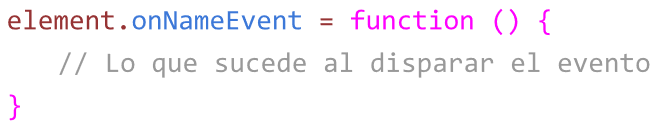 element.onNameEvent = function () {
// Lo que sucede al disparar el evento
}